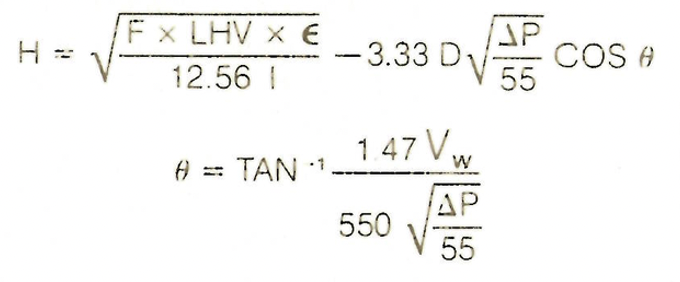 H = √(F × LHV × ϵ / 12.56 I) − 3.33 D √(ΔP / 55) COS θ
θ = TAN ⁻¹ 1.47 V_w / (550 √(ΔP / 55))